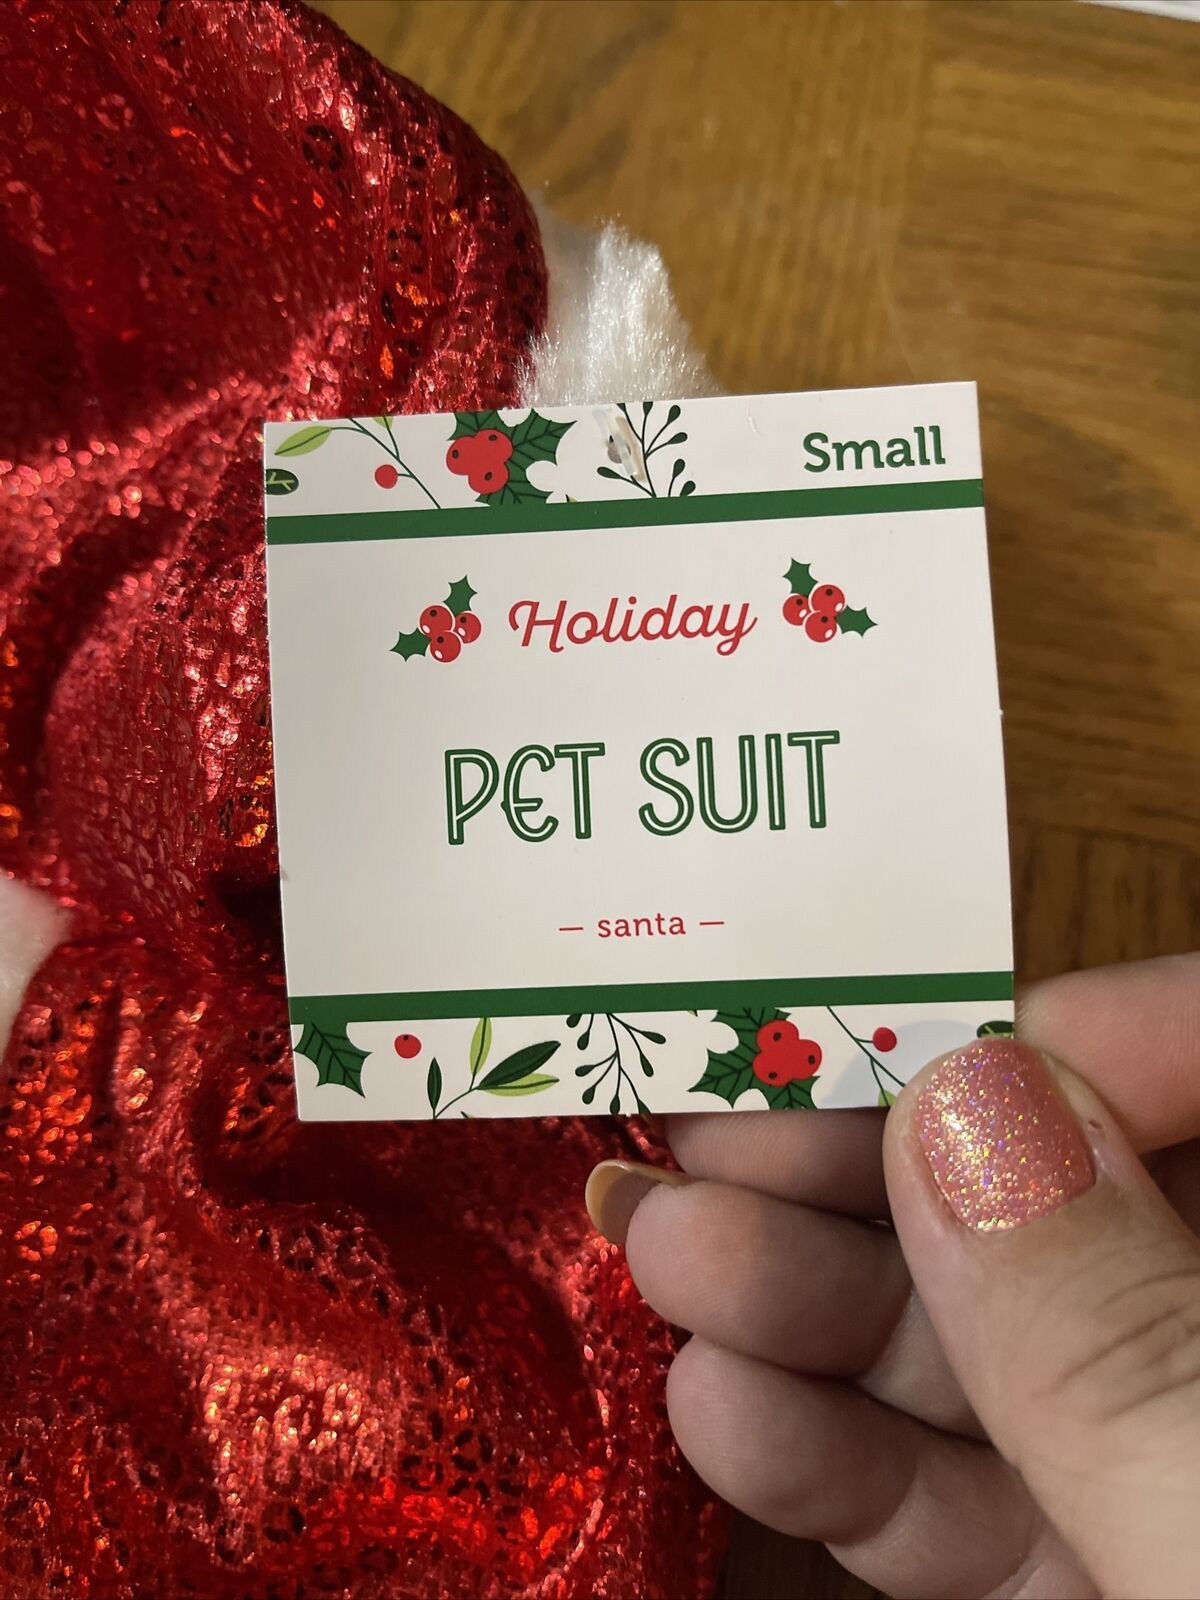 Small
Holiday
PET SUIT
— santa —